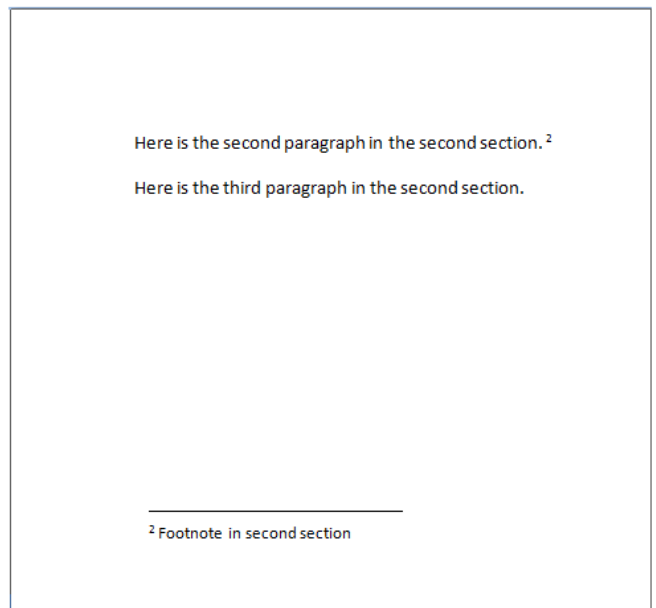 Here is the second paragraph in the second section. ²
Here is the third paragraph in the second section.
² Footnote in second section